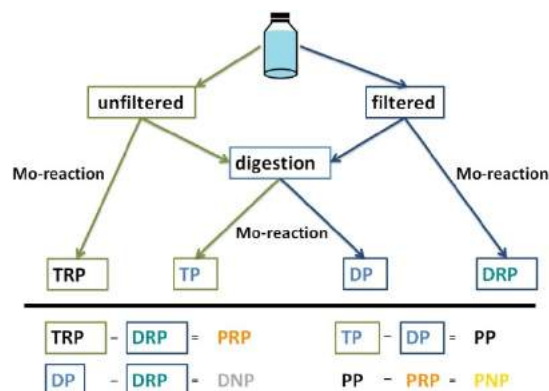 unfiltered filtered
Mo-reaction digestion Mo-reaction
Mo-reaction
TRP TP DP DRP
TRP - DRP = PRP TP - DP = PP
DP - DRP = DNP PP - PRP = PNP